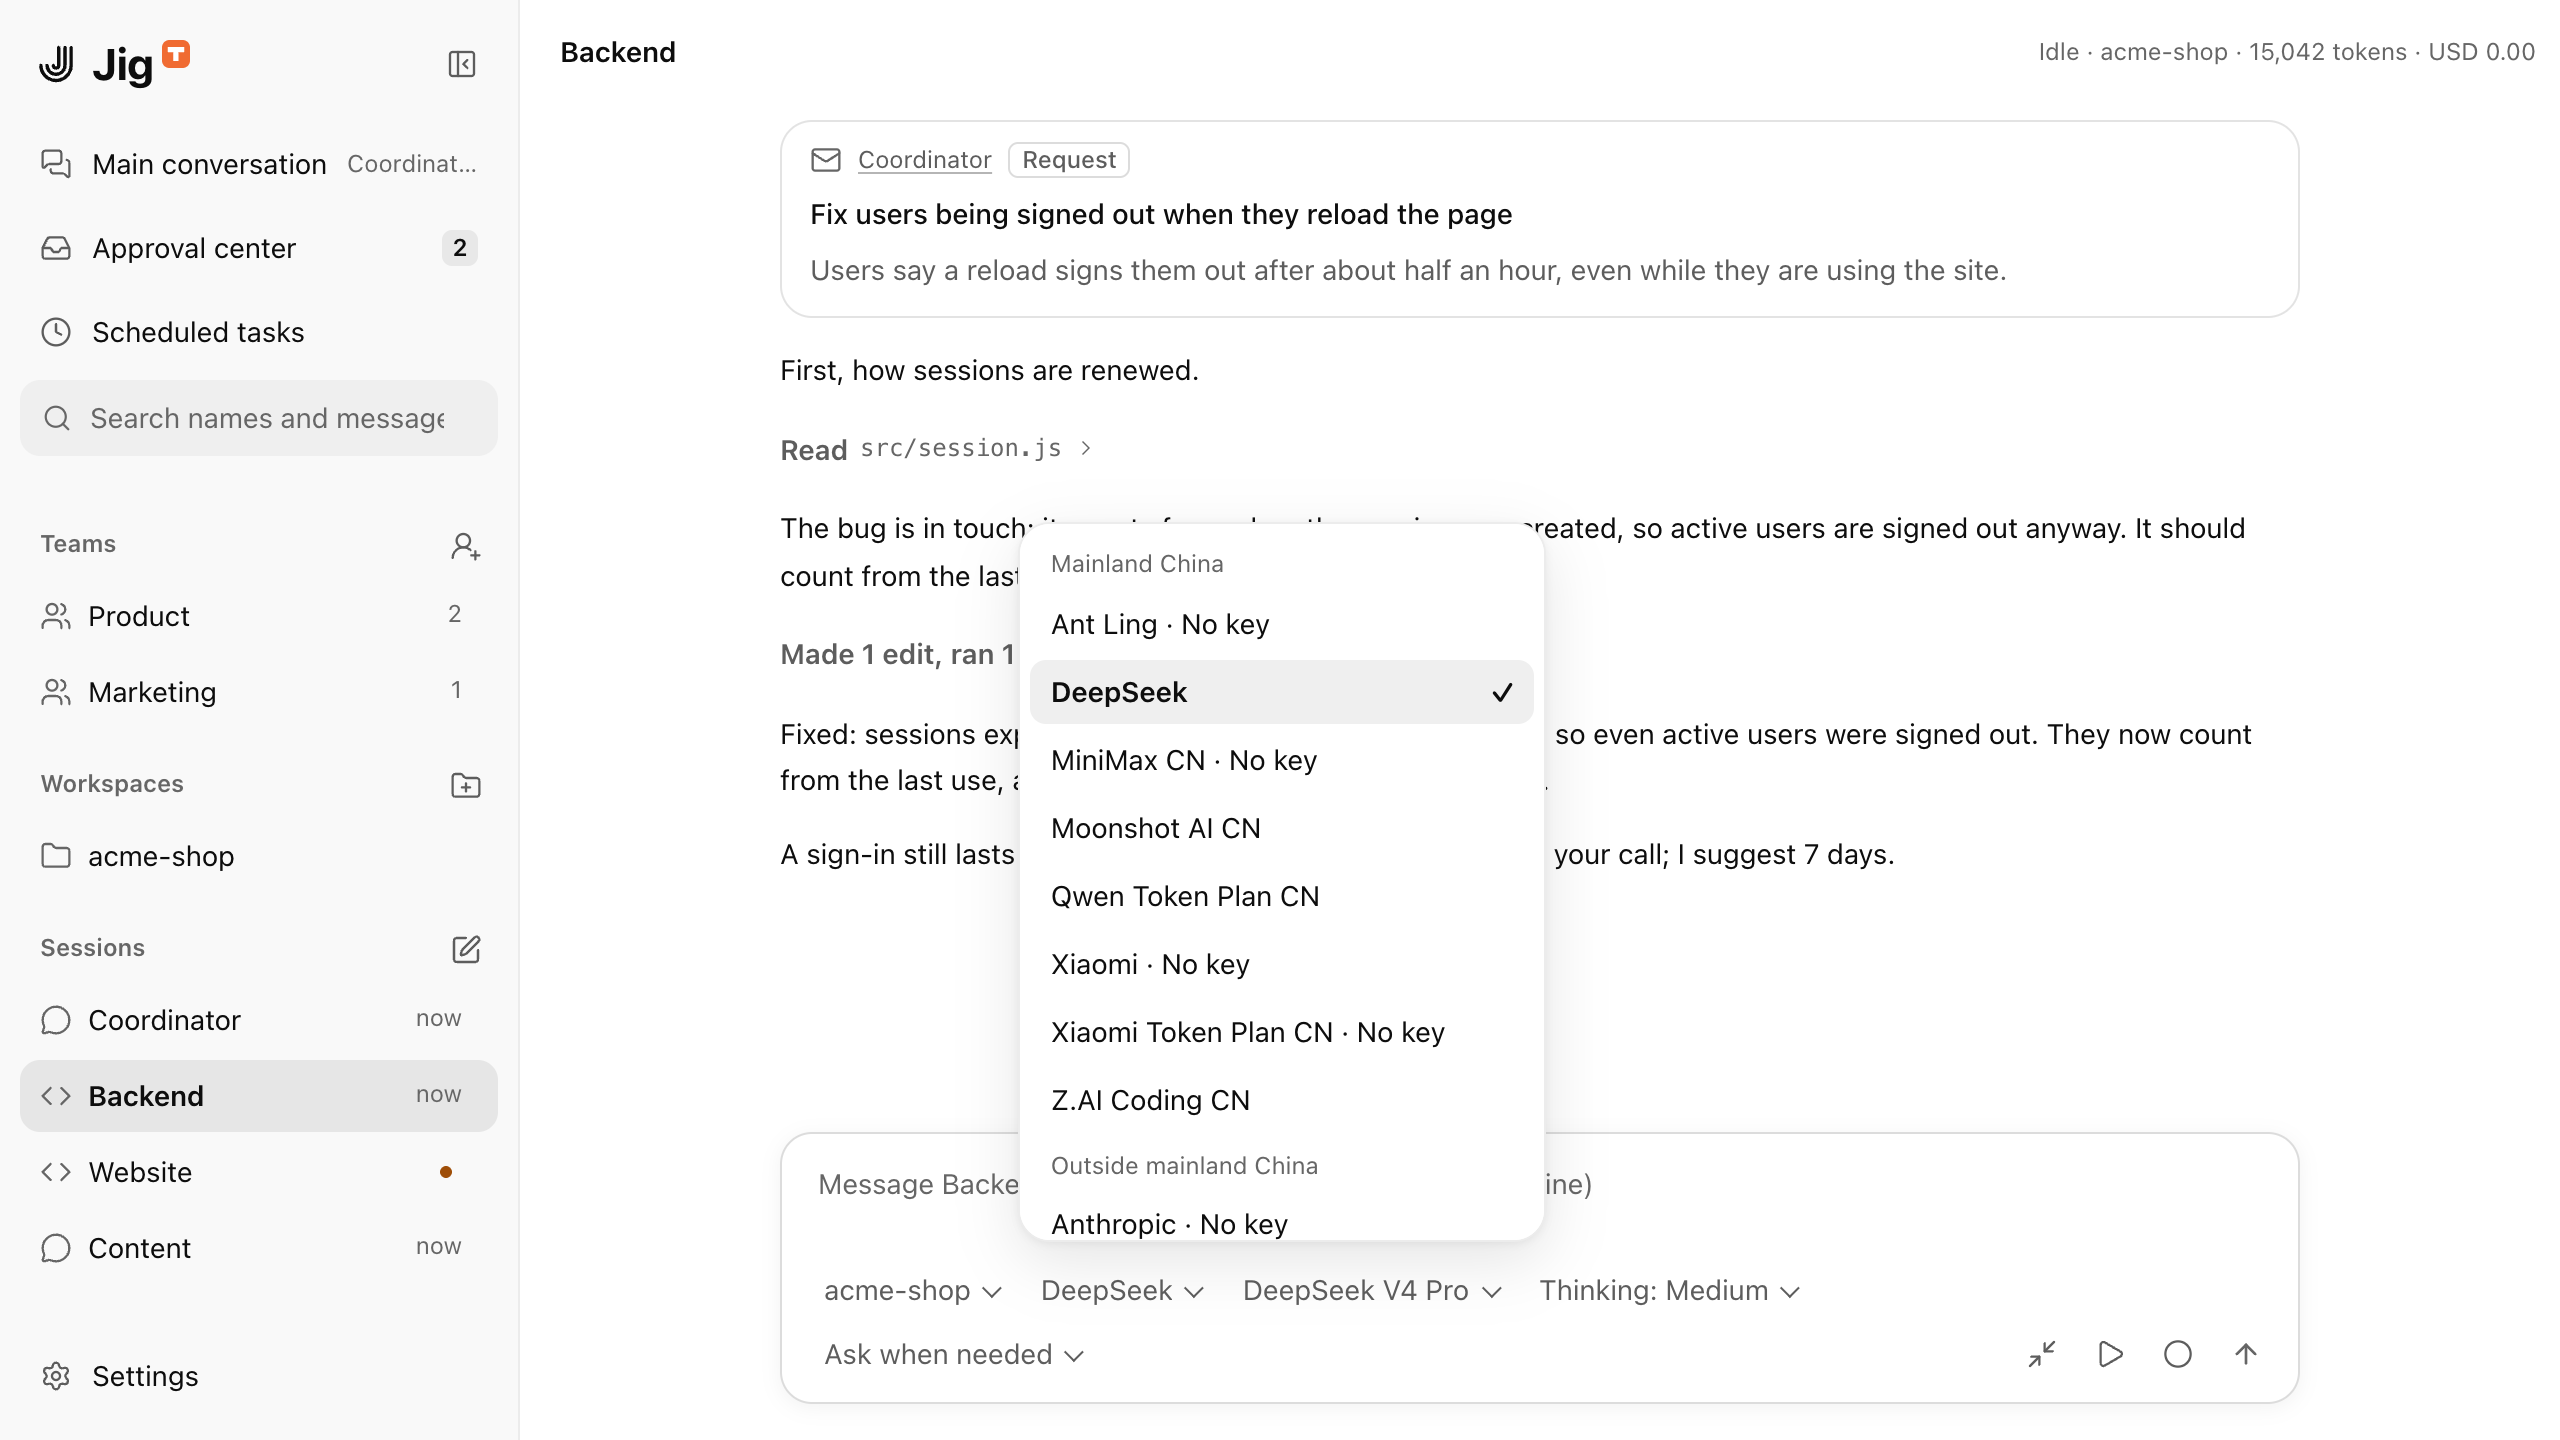 Jig T
Main conversation Coordinat...
Approval center 2
Scheduled tasks
Search names and message
Teams
Product 2
Marketing 1
Workspaces
acme-shop
Sessions
Coordinator now
Backend now
Website
Content now
Settings
Backend
Idle · acme-shop · 15,042 tokens · USD 0.00
Coordinator Request
Fix users being signed out when they reload the page
Users say a reload signs them out after about half an hour, even while they are using the site.
First, how sessions are renewed.
Read src/session.js
The bug is in touch: created, so active users are signed out anyway. It should
count from the last
Made 1 edit, ran 1
Fixed: sessions so even active users were signed out. They now count
from the last use,
A sign-in still lasts your call; I suggest 7 days.
Mainland China
Ant Ling · No key
DeepSeek
MiniMax CN · No key
Moonshot AI CN
Qwen Token Plan CN
Xiaomi · No key
Xiaomi Token Plan CN · No key
Z.AI Coding CN
Outside mainland China
Anthropic · No key
Message Backe ine)
acme-shop DeepSeek DeepSeek V4 Pro Thinking: Medium
Ask when needed